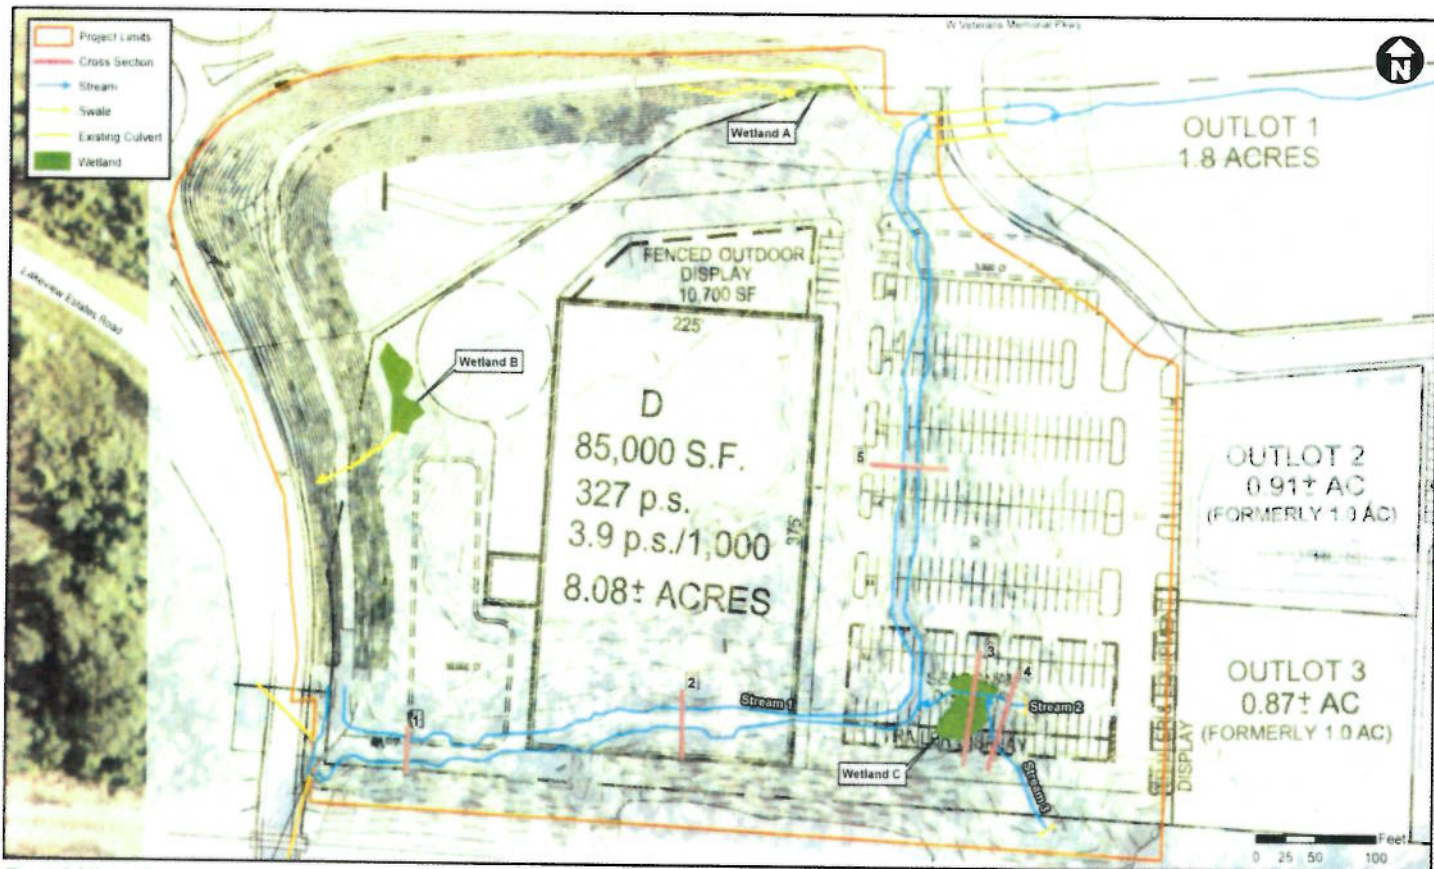 W Veterans Memorial Pkwy
Project Limits
Cross Section
Stream
Swale
Existing Culvert
Wetland
N
Wetland A
OUTLOT 1
1.8 ACRES
FENCED OUTDOOR
DISPLAY
10,700 SF
225'
Lakeview Estates Road
Wetland B
D
85,000 S.F.
327 p.s.
3.9 p.s./1,000
8.08± ACRES
375'
5
OUTLOT 2
0.91± AC
(FORMERLY 1.0 AC)
OUTLOT 3
0.87± AC
(FORMERLY 1.0 AC)
DISPLAY
1
2
3
4
Stream 1
Stream 2
Stream 3
Wetland C
Feet
0 25 50 100